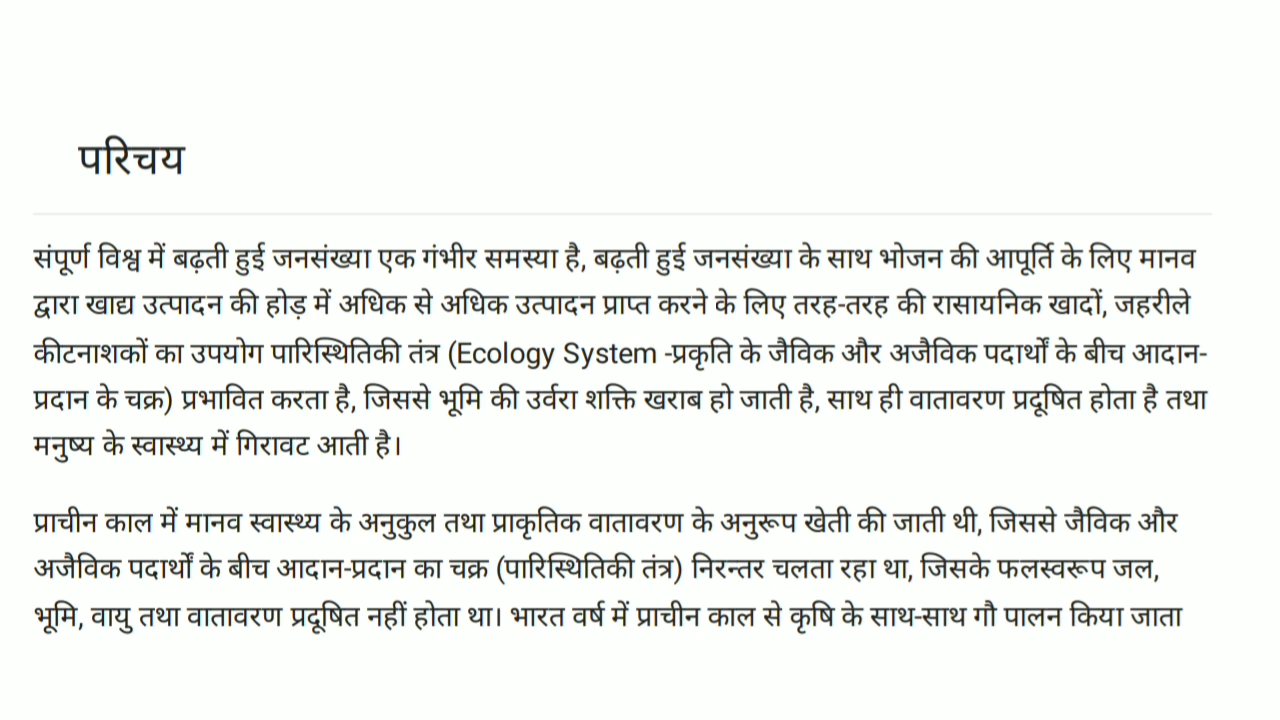 परिचय
संपूर्ण विश्व में बढ़ती हुई जनसंख्या एक गंभीर समस्या है, बढ़ती हुई जनसंख्या के साथ भोजन की आपूर्ति के लिए मानव
द्वारा खाद्य उत्पादन की होड़ में अधिक से अधिक उत्पादन प्राप्त करने के लिए तरह-तरह की रासायनिक खादों, जहरीले
कीटनाशकों का उपयोग पारिस्थितिकी तंत्र (Ecology System -प्रकृति के जैविक और अजैविक पदार्थों के बीच आदान-
प्रदान के चक्र) प्रभावित करता है, जिससे भूमि की उर्वरा शक्ति खराब हो जाती है, साथ ही वातावरण प्रदूषित होता है तथा
मनुष्य के स्वास्थ्य में गिरावट आती है।
प्राचीन काल में मानव स्वास्थ्य के अनुकुल तथा प्राकृतिक वातावरण के अनुरूप खेती की जाती थी, जिससे जैविक और
अजैविक पदार्थों के बीच आदान-प्रदान का चक्र (पारिस्थितिकी तंत्र) निरन्तर चलता रहा था, जिसके फलस्वरूप जल,
भूमि, वायु तथा वातावरण प्रदूषित नहीं होता था। भारत वर्ष में प्राचीन काल से कृषि के साथ-साथ गौ पालन किया जाता